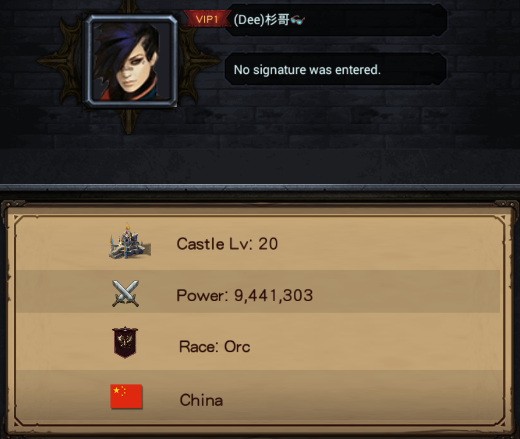 VIP1
(Dee)杉哥
No signature was entered.
Castle Lv: 20
Power: 9,441,303
Race: Orc
China